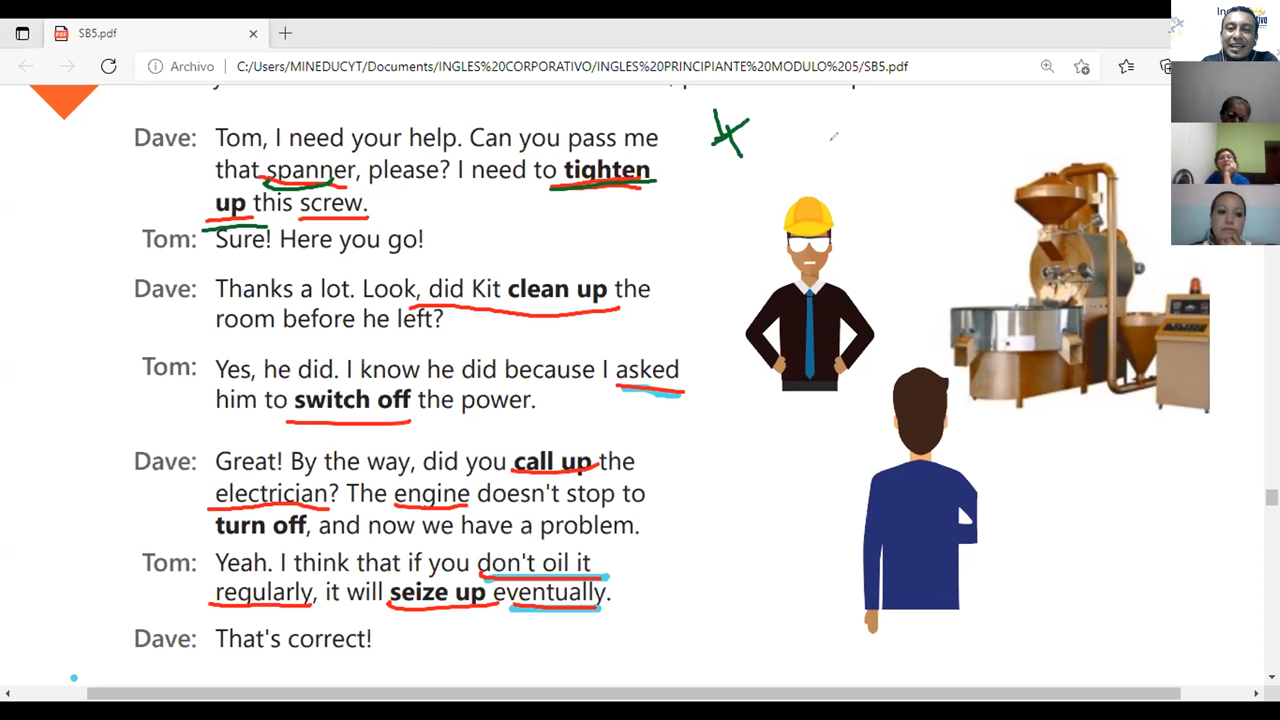 SB5.pdf
Archivo
C:/Users/MINEDUCYT/Documents/INGLES%20CORPORATIVO/INGLES%20PRINCIPIANTE%20MODULO%205/SB5.pdf
Dave: Tom, I need your help. Can you pass me
that spanner, please? I need to tighten
up this screw.
Tom: Sure! Here you go!
Dave: Thanks a lot. Look, did Kit clean up the
room before he left?
Tom: Yes, he did. I know he did because I asked
him to switch off the power.
Dave: Great! By the way, did you call up the
electrician? The engine doesn't stop to
turn off, and now we have a problem.
Tom: Yeah. I think that if you don't oil it
regularly, it will seize up eventually.
Dave: That's correct!